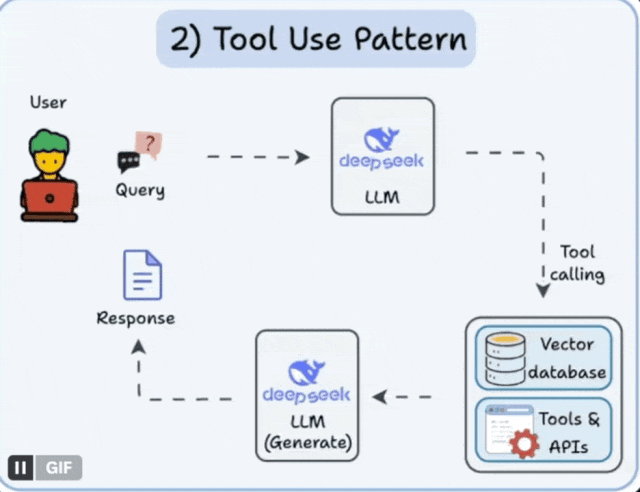 2) Tool Use Pattern
User
?
Query
deepseek
LLM
Tool
calling
Vector
database
Tools &
APIs
deepseek
LLM
(Generate)
Response
GIF